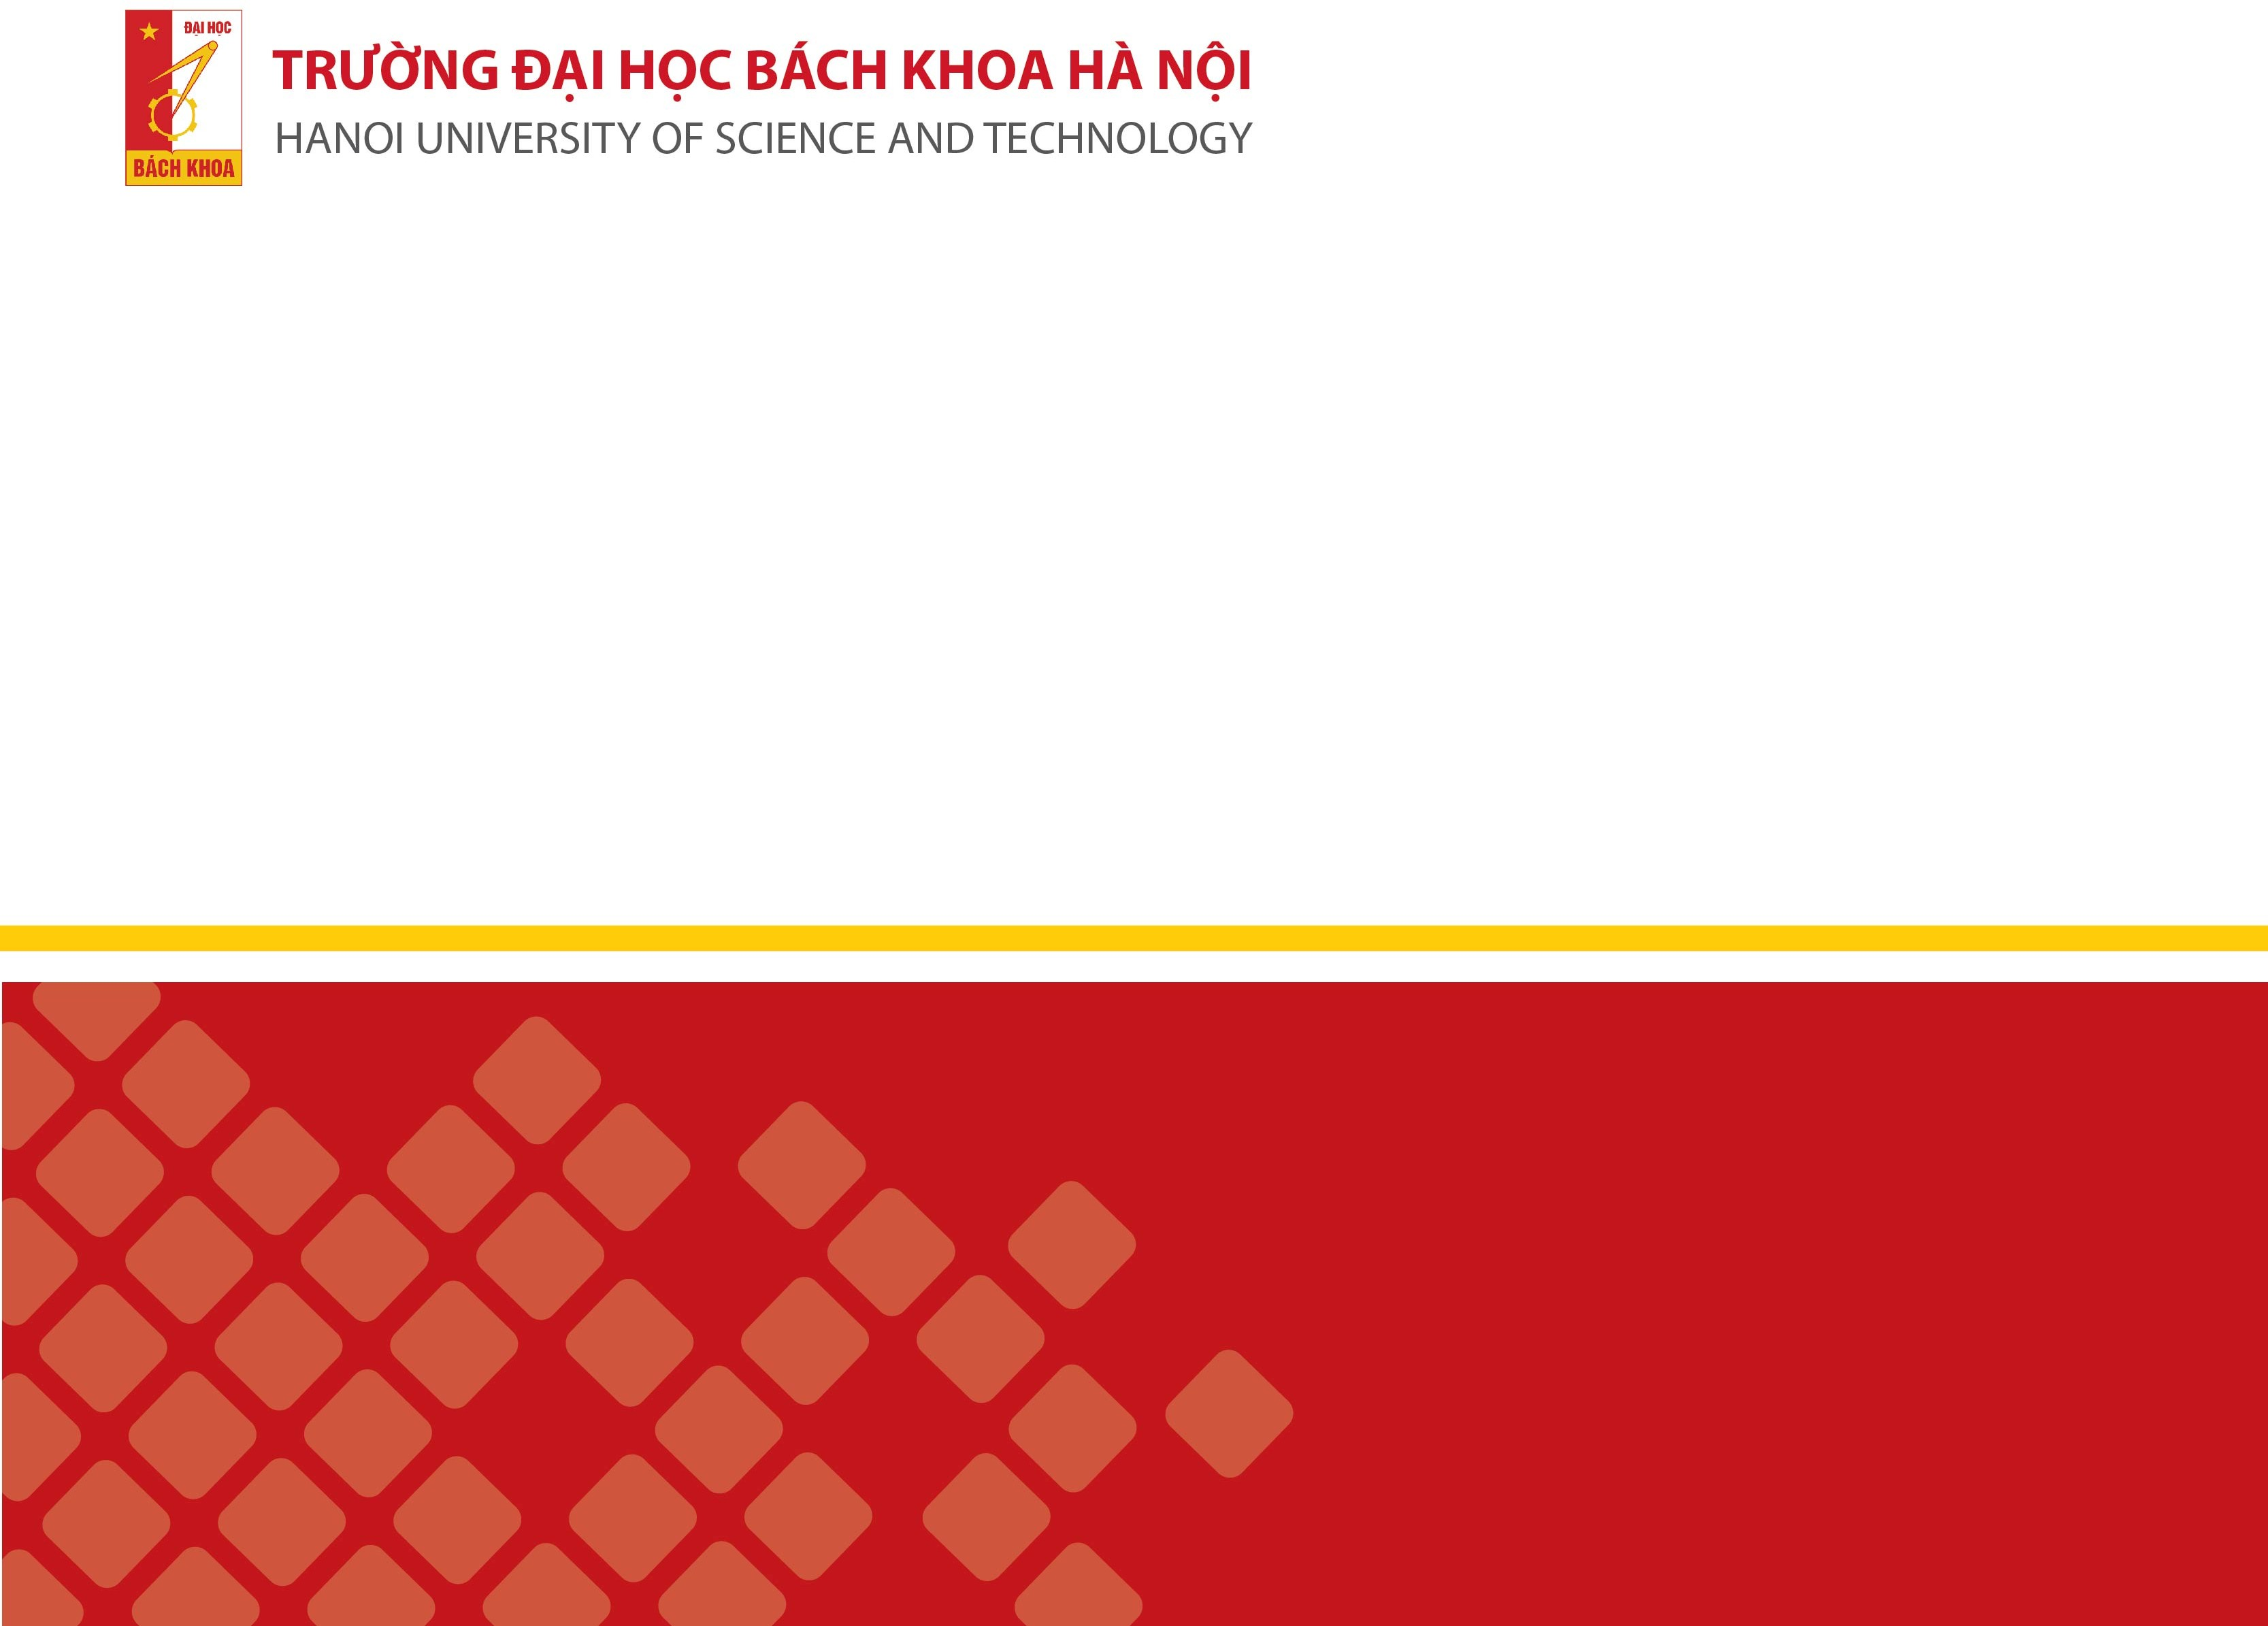 ĐẠI HỌC
BÁCH KHOA
TRƯỜNG ĐẠI HỌC BÁCH KHOA HÀ NỘI
HANOI UNIVERSITY OF SCIENCE AND TECHNOLOGY